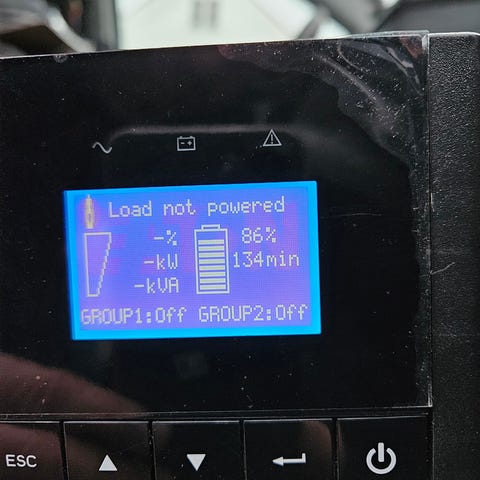 Load not powered
-% 86%
-kW 134min
-kVA
GROUP1:Off GROUP2:Off
ESC